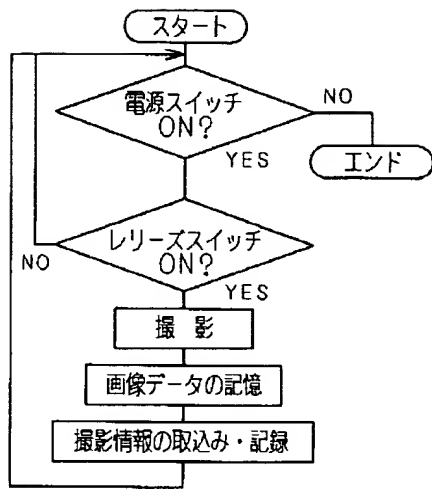 スタート
電源スイッチ
ON?
NO
YES
エンド
レリーズスイッチ
ON?
NO
YES
撮 影
画像データの記憶
撮影情報の取込み・記録